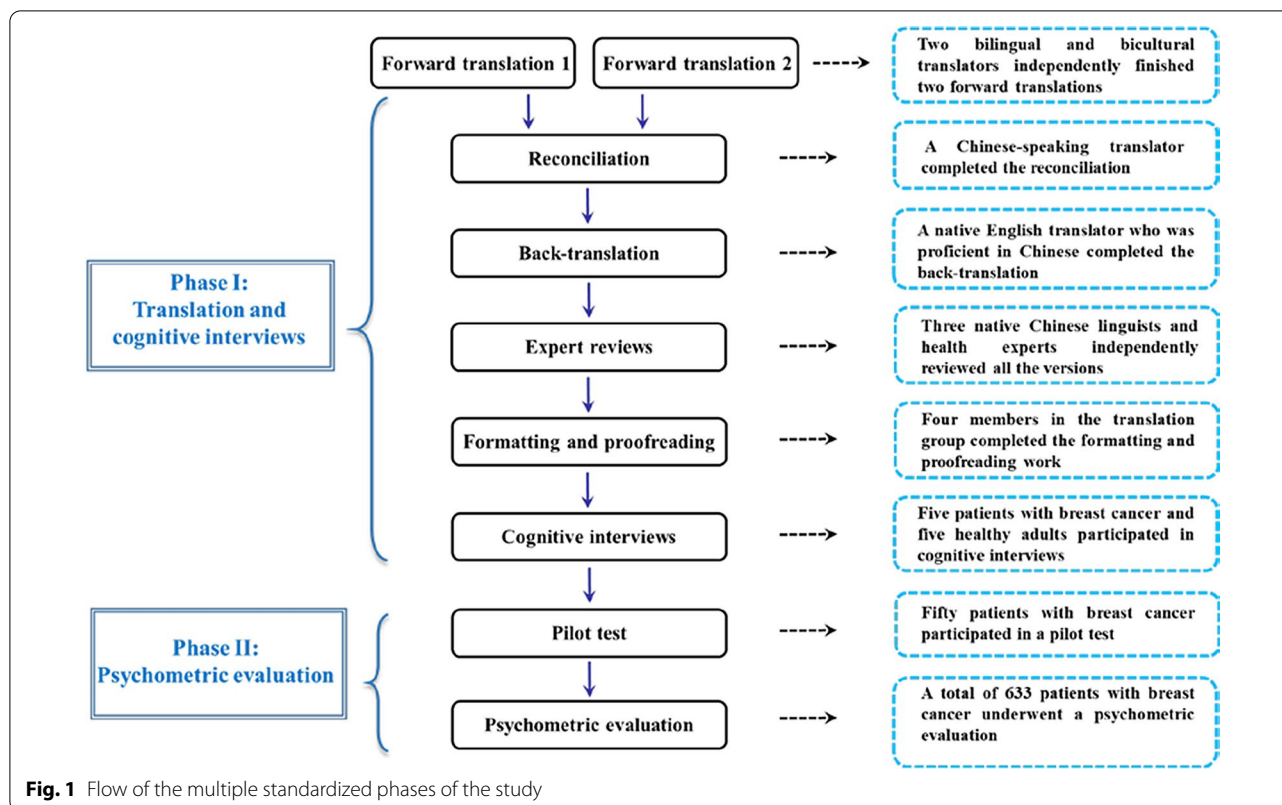 Forward translation 1
Forward translation 2
Two bilingual and bicultural
translators independently finished
two forward translations
Reconciliation
A Chinese-speaking translator
completed the reconciliation
Back-translation
A native English translator who was
proficient in Chinese completed the
back-translation
Phase I:
Translation and
cognitive interviews
Expert reviews
Three native Chinese linguists and
health experts independently
reviewed all the versions
Formatting and proofreading
Four members in the translation
group completed the formatting and
proofreading work
Cognitive interviews
Five patients with breast cancer and
five healthy adults participated in
cognitive interviews
Phase II:
Psychometric evaluation
Pilot test
Fifty patients with breast cancer
participated in a pilot test
Psychometric evaluation
A total of 633 patients with breast
cancer underwent a psychometric
evaluation
Fig. 1 Flow of the multiple standardized phases of the study